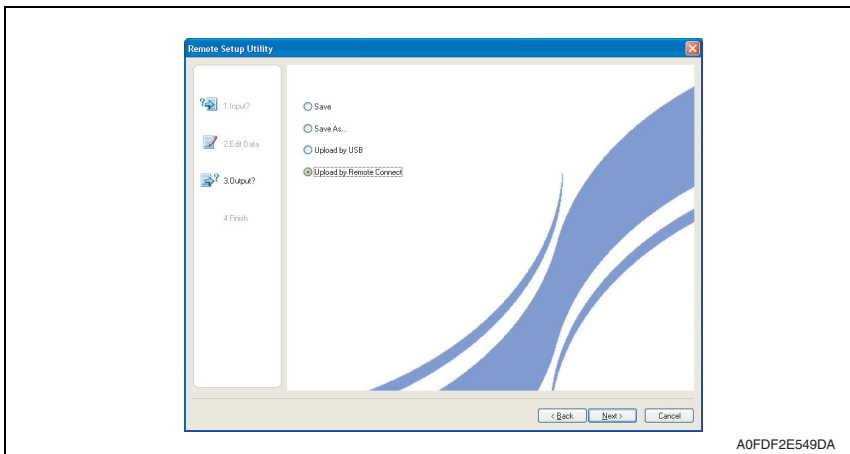 Remote Setup Utility
1.Input?
2.Edit Data
3.Output?
4.Finish
Save
Save As...
Upload by USB
Upload by Remote Connect
< Back
Next >
Cancel
A0FDF2E549DA